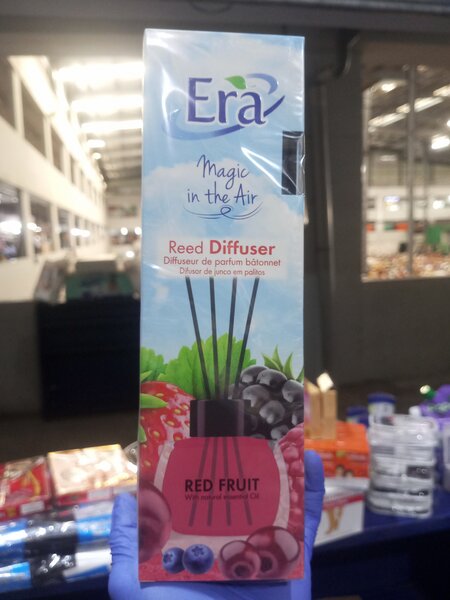 Era
Magic
in the Air
Reed Diffuser
Diffuseur de parfum bâtonnet
Difusor de junco em palitos
RED FRUIT
With natural essential Oil